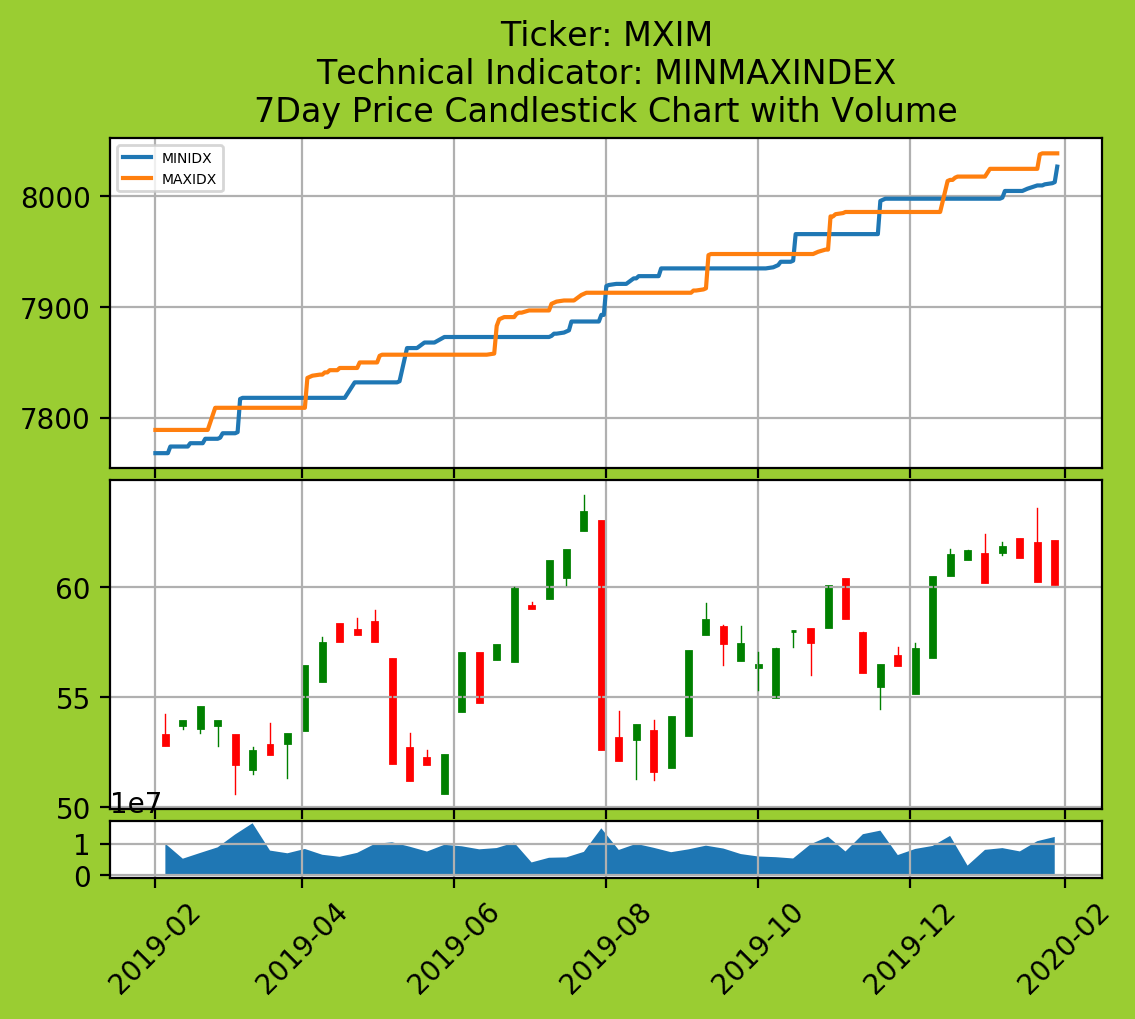 Ticker: MXIM
Technical Indicator: MINMAXINDEX
7Day Price Candlestick Chart with Volume
MINIDX
MAXIDX
8000
7900
7800
60
55
50
1e7
1
0
2019-02
2019-04
2019-06
2019-08
2019-10
2019-12
2020-02